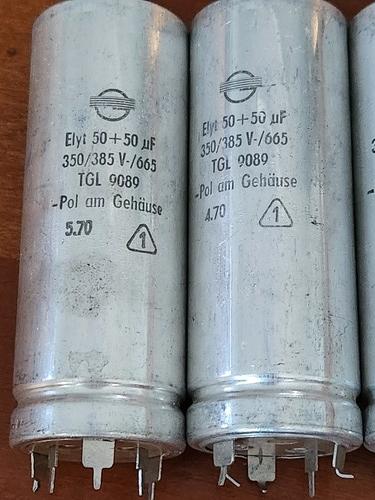 Elyt 50+50 µF
350/385 V-/665
TGL 9089
-Pol am Gehäuse
5.70
1
Elyt 50+50 µF
350/385 V-/665
TGL 9089
-Pol am Gehäuse
4.70
1